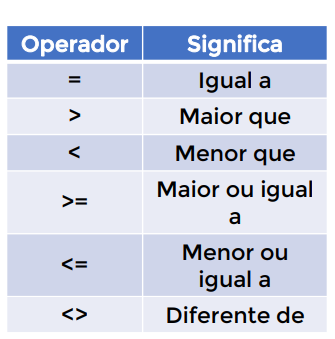 Operador Significa
= Igual a
> Maior que
< Menor que
>= Maior ou igual
a
<= Menor ou
igual a
<> Diferente de